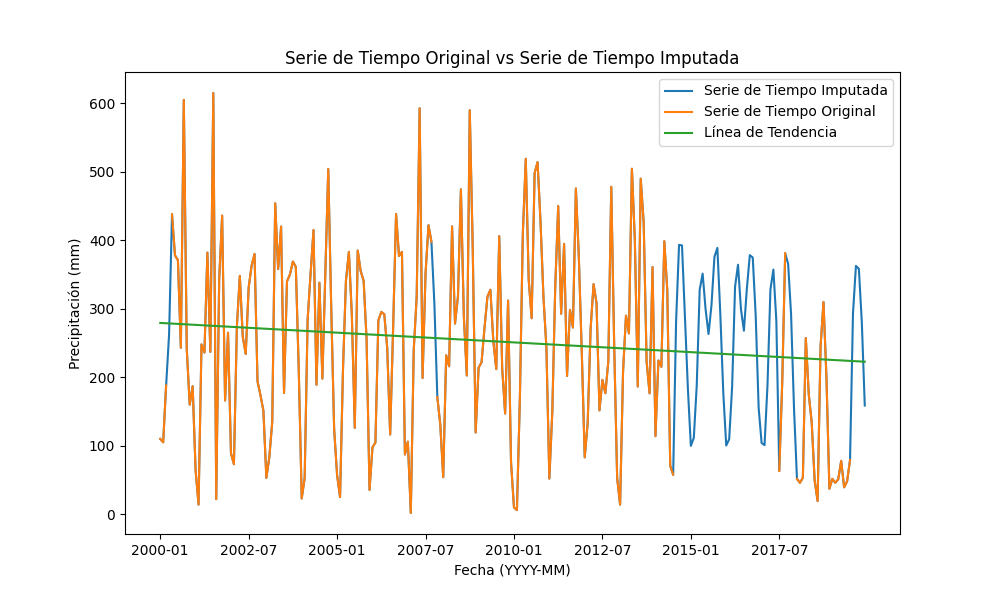 Serie de Tiempo Original vs Serie de Tiempo Imputada
Serie de Tiempo Imputada
Serie de Tiempo Original
Línea de Tendencia
Precipitación (mm)
600
500
400
300
200
100
0
2000-01 2002-07 2005-01 2007-07 2010-01 2012-07 2015-01 2017-07
Fecha (YYYY-MM)